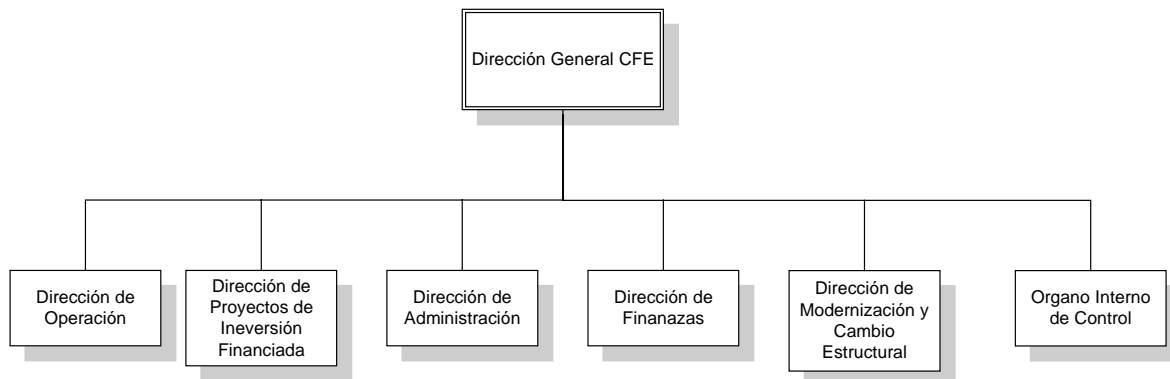 Dirección General CFE
Dirección de
Operación
Dirección de
Proyectos de
Ineversión
Financiada
Dirección de
Administración
Dirección de
Finanazas
Dirección de
Modernización y
Cambio
Estructural
Organo Interno
de Control